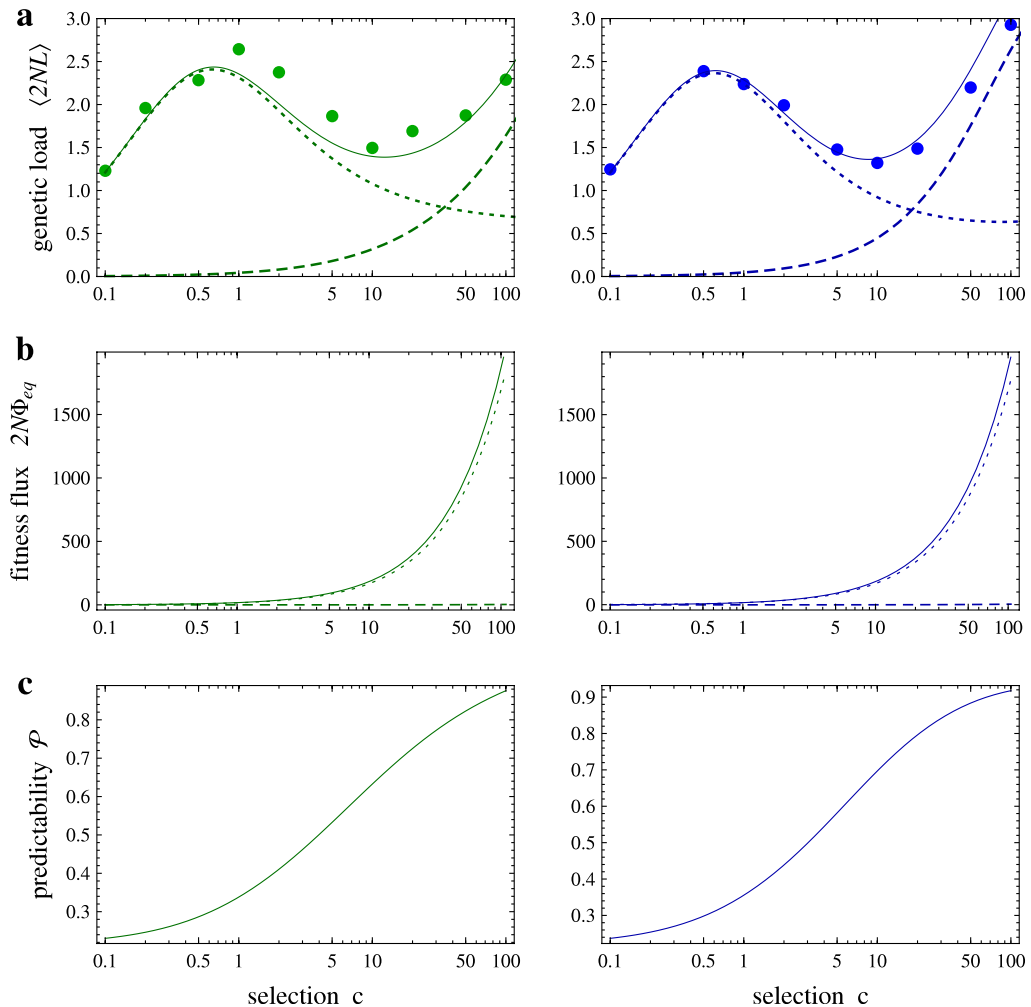 a
genetic load ⟨2NL⟩
3.0
2.5
2.0
1.5
1.0
0.5
0.0
0.1 0.5 1 5 10 50 100
3.0
2.5
2.0
1.5
1.0
0.5
0.0
0.1 0.5 1 5 10 50 100
b
fitness flux 2NΦeq
1500
1000
500
0
0.1 0.5 1 5 10 50 100
1500
1000
500
0
0.1 0.5 1 5 10 50 100
c
predictability 𝒫
0.8
0.7
0.6
0.5
0.4
0.3
0.1 0.5 1 5 10 50 100
selection c
0.9
0.8
0.7
0.6
0.5
0.4
0.3
0.1 0.5 1 5 10 50 100
selection c